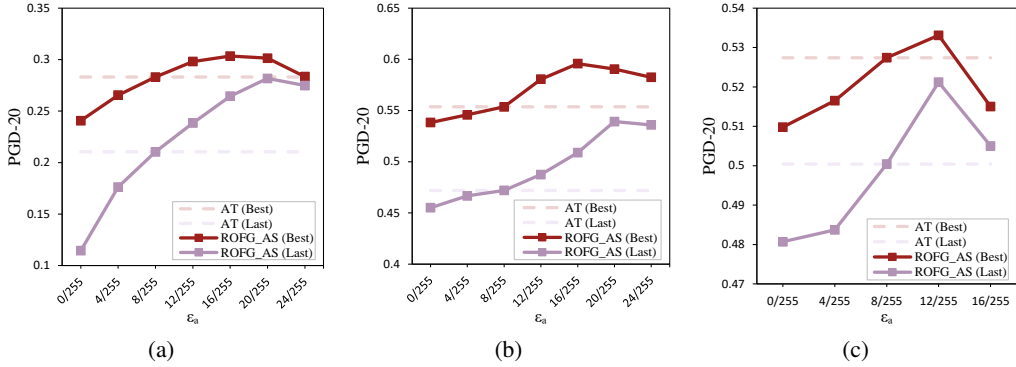 0.35
0.3
0.25
0.2
0.15
0.1
PGD-20
AT (Best)
AT (Last)
ROFG_AS (Best)
ROFG_AS (Last)
0/255
4/255
8/255
12/255
16/255
20/255
24/255
εa
(a)
0.65
0.6
0.55
0.5
0.45
0.4
PGD-20
AT (Best)
AT (Last)
ROFG_AS (Best)
ROFG_AS (Last)
0/255
4/255
8/255
12/255
16/255
20/255
24/255
εa
(b)
0.54
0.53
0.52
0.51
0.5
0.49
0.48
0.47
PGD-20
AT (Best)
AT (Last)
ROFG_AS (Best)
ROFG_AS (Last)
0/255
4/255
8/255
12/255
16/255
εa
(c)